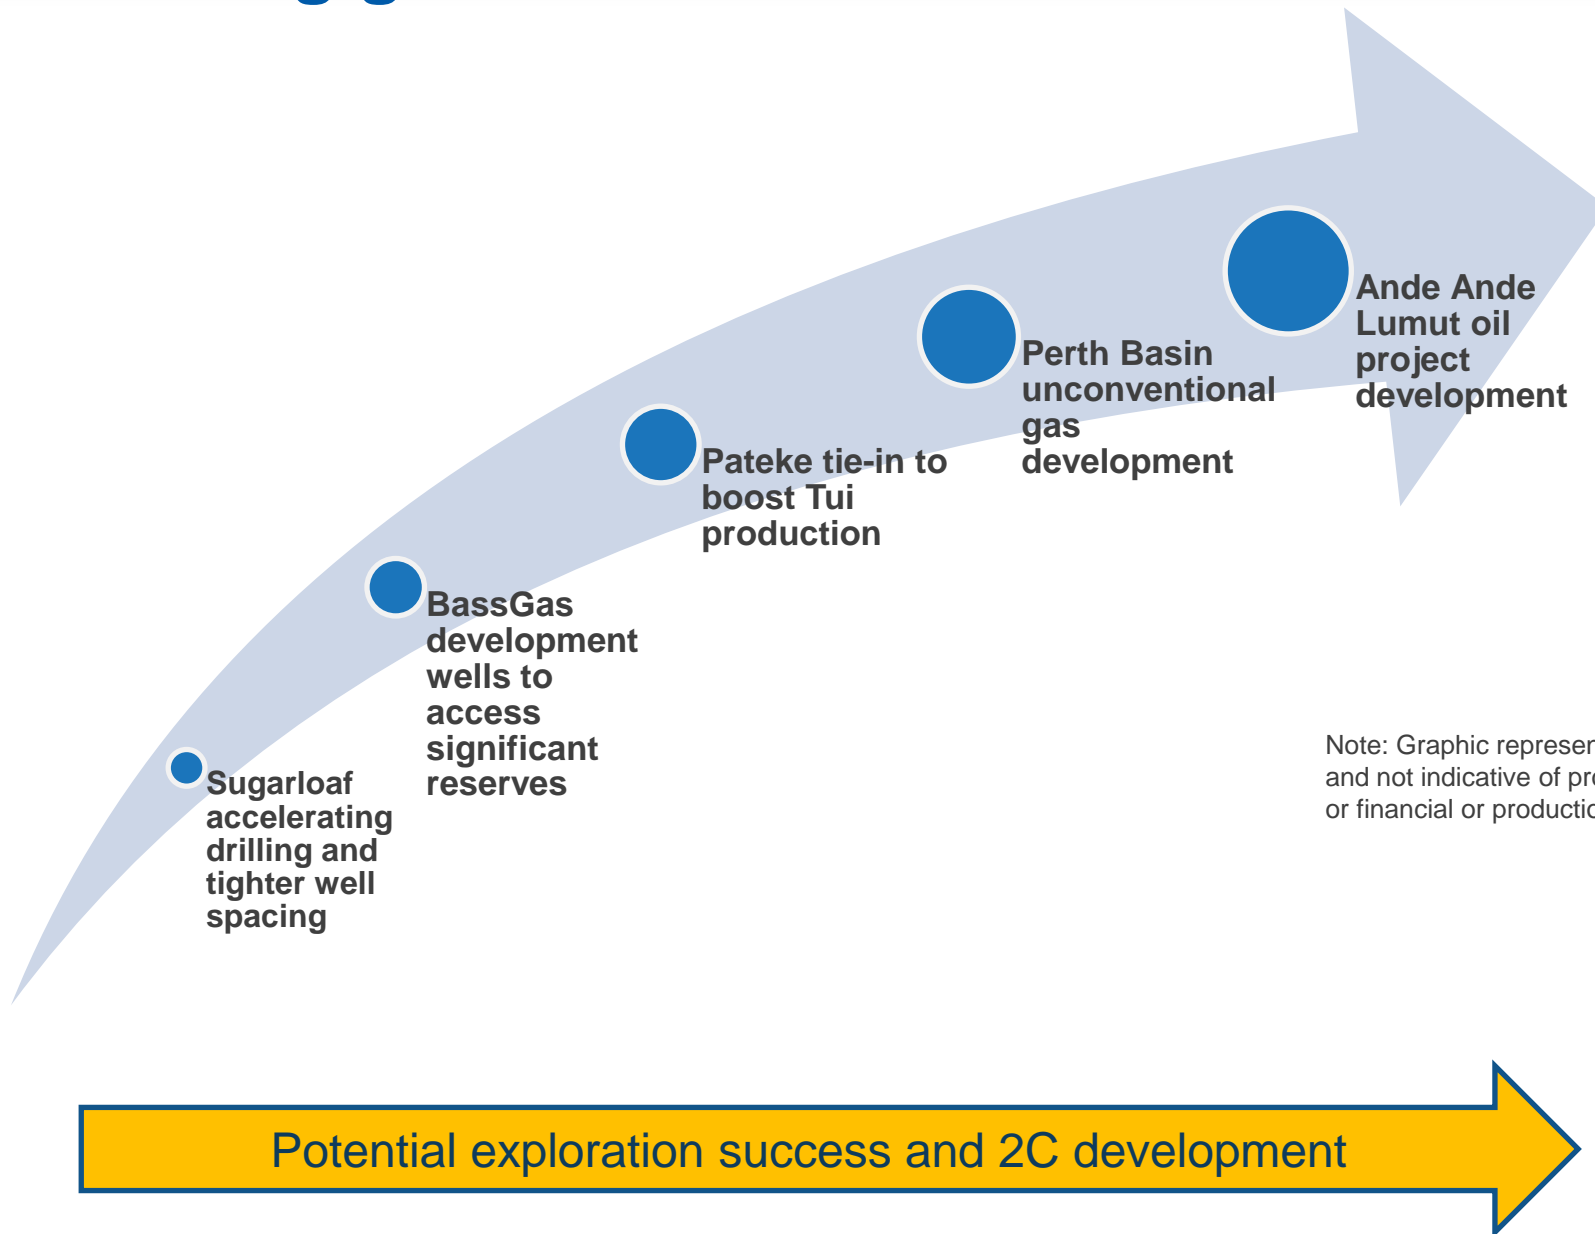 Ande Ande
Lumut oil
project
development
Perth Basin
unconventional
gas
development
Pateke tie-in to
boost Tui
production
BassGas
development
wells to
access
significant
reserves
Sugarloaf
accelerating
drilling and
tighter well
spacing
Note: Graphic
and not indicative of
or financial or
Potential exploration success and 2C development